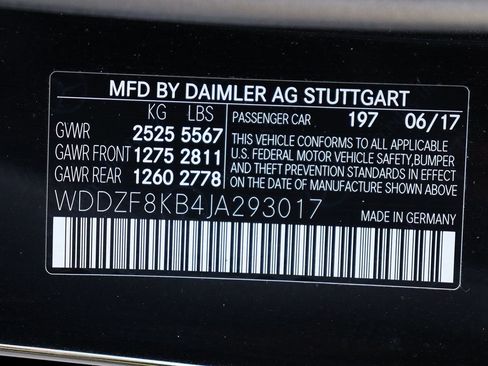 MFD BY DAIMLER AG STUTTGART
KG LBS
GVWR 2525 5567
GAWR FRONT 1275 2811
GAWR REAR 1260 2778
PASSENGER CAR 197 06/17
THIS VEHICLE CONFORMS TO ALL APPLICABLE
U.S. FEDERAL MOTOR VEHICLE SAFETY,BUMPER
AND THEFT PREVENTION STANDARDS IN EFFECT
ON THE DATE OF MANUFACTURE SHOWN ABOVE.
WDDZF8KB4JA293017
MADE IN GERMANY